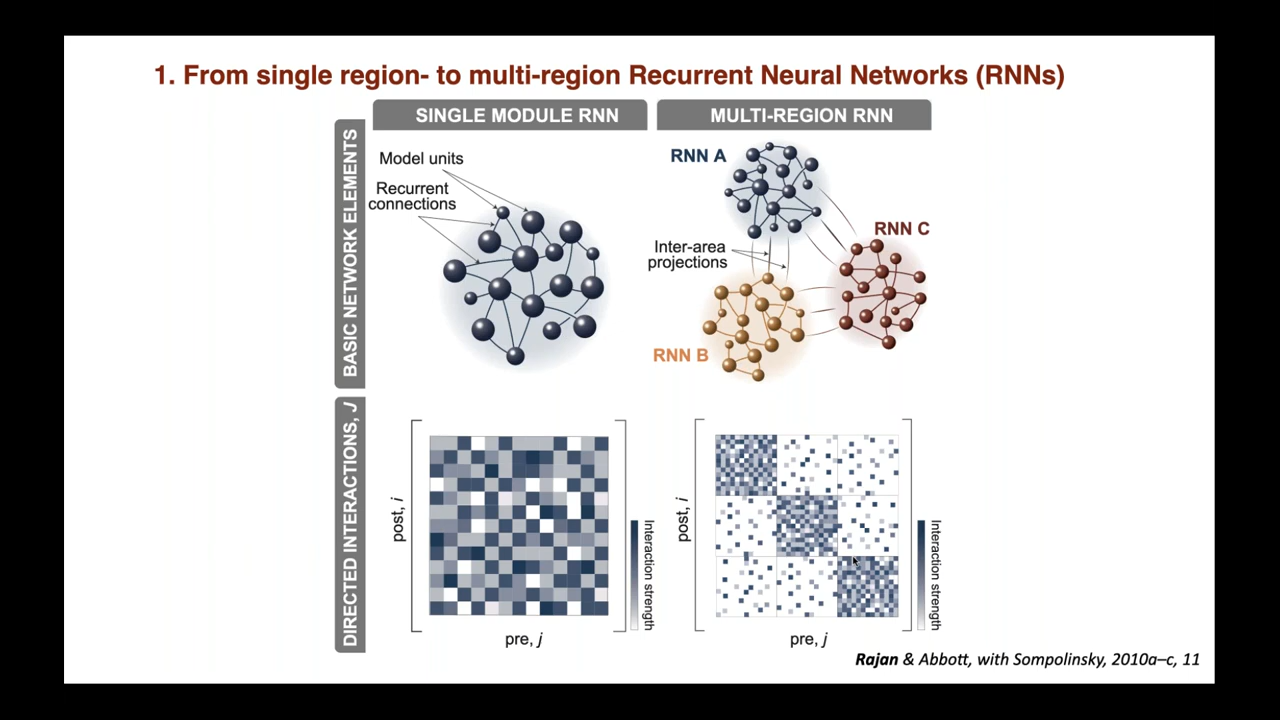 1. From single region- to multi-region Recurrent Neural Networks (RNNs)
SINGLE MODULE RNN
MULTI-REGION RNN
BASIC NETWORK ELEMENTS
Model units
Recurrent
connections
RNN A
RNN C
Inter-area
projections
RNN B
DIRECTED INTERACTIONS, J
post, i
pre, j
Interaction strength
post, i
pre, j
Interaction strength
Rajan & Abbott, with Sompolinsky, 2010a–c, 11